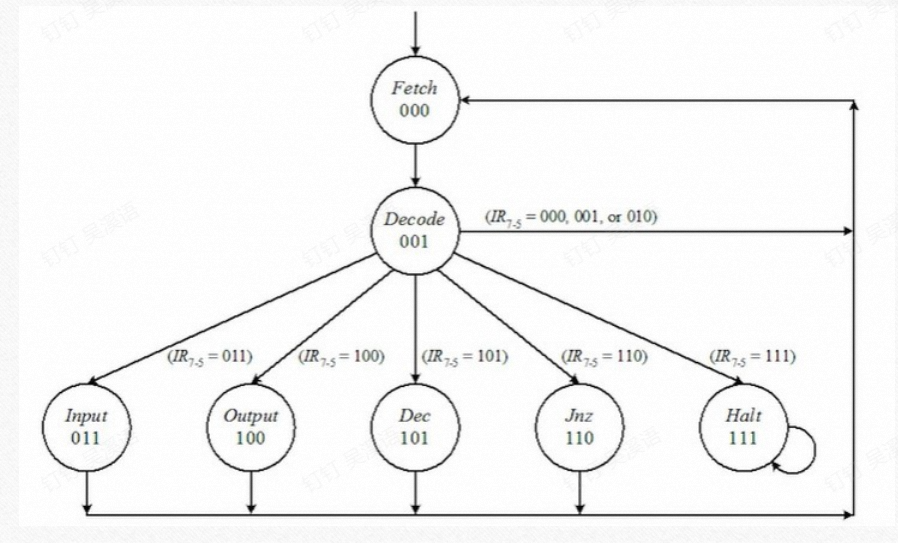 Fetch
000
Decode
001
(IR7-5 = 000, 001, or 010)
(IR7-5 = 011)
(IR7-5 = 100)
(IR7-5 = 101)
(IR7-5 = 110)
(IR7-5 = 111)
Input
011
Output
100
Dec
101
Jnz
110
Halt
111